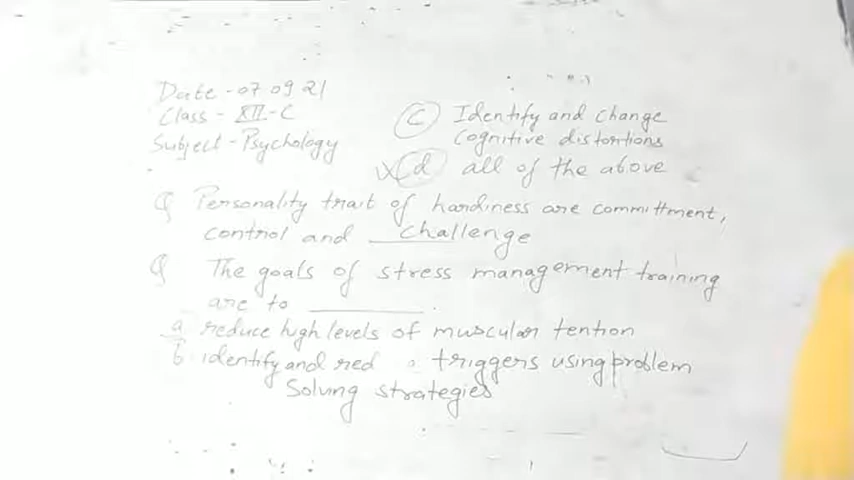 Date - 07 09 21
Class - XII - C
Subject - Psychology
Q Personality trait of hardiness are committment,
control and challenge
Q The goals of stress management training
are to ________.
a reduce high levels of muscular tention
b identify and red triggers using problem
Solving strategies
c Identify and change
cognitive distortions
d all of the above